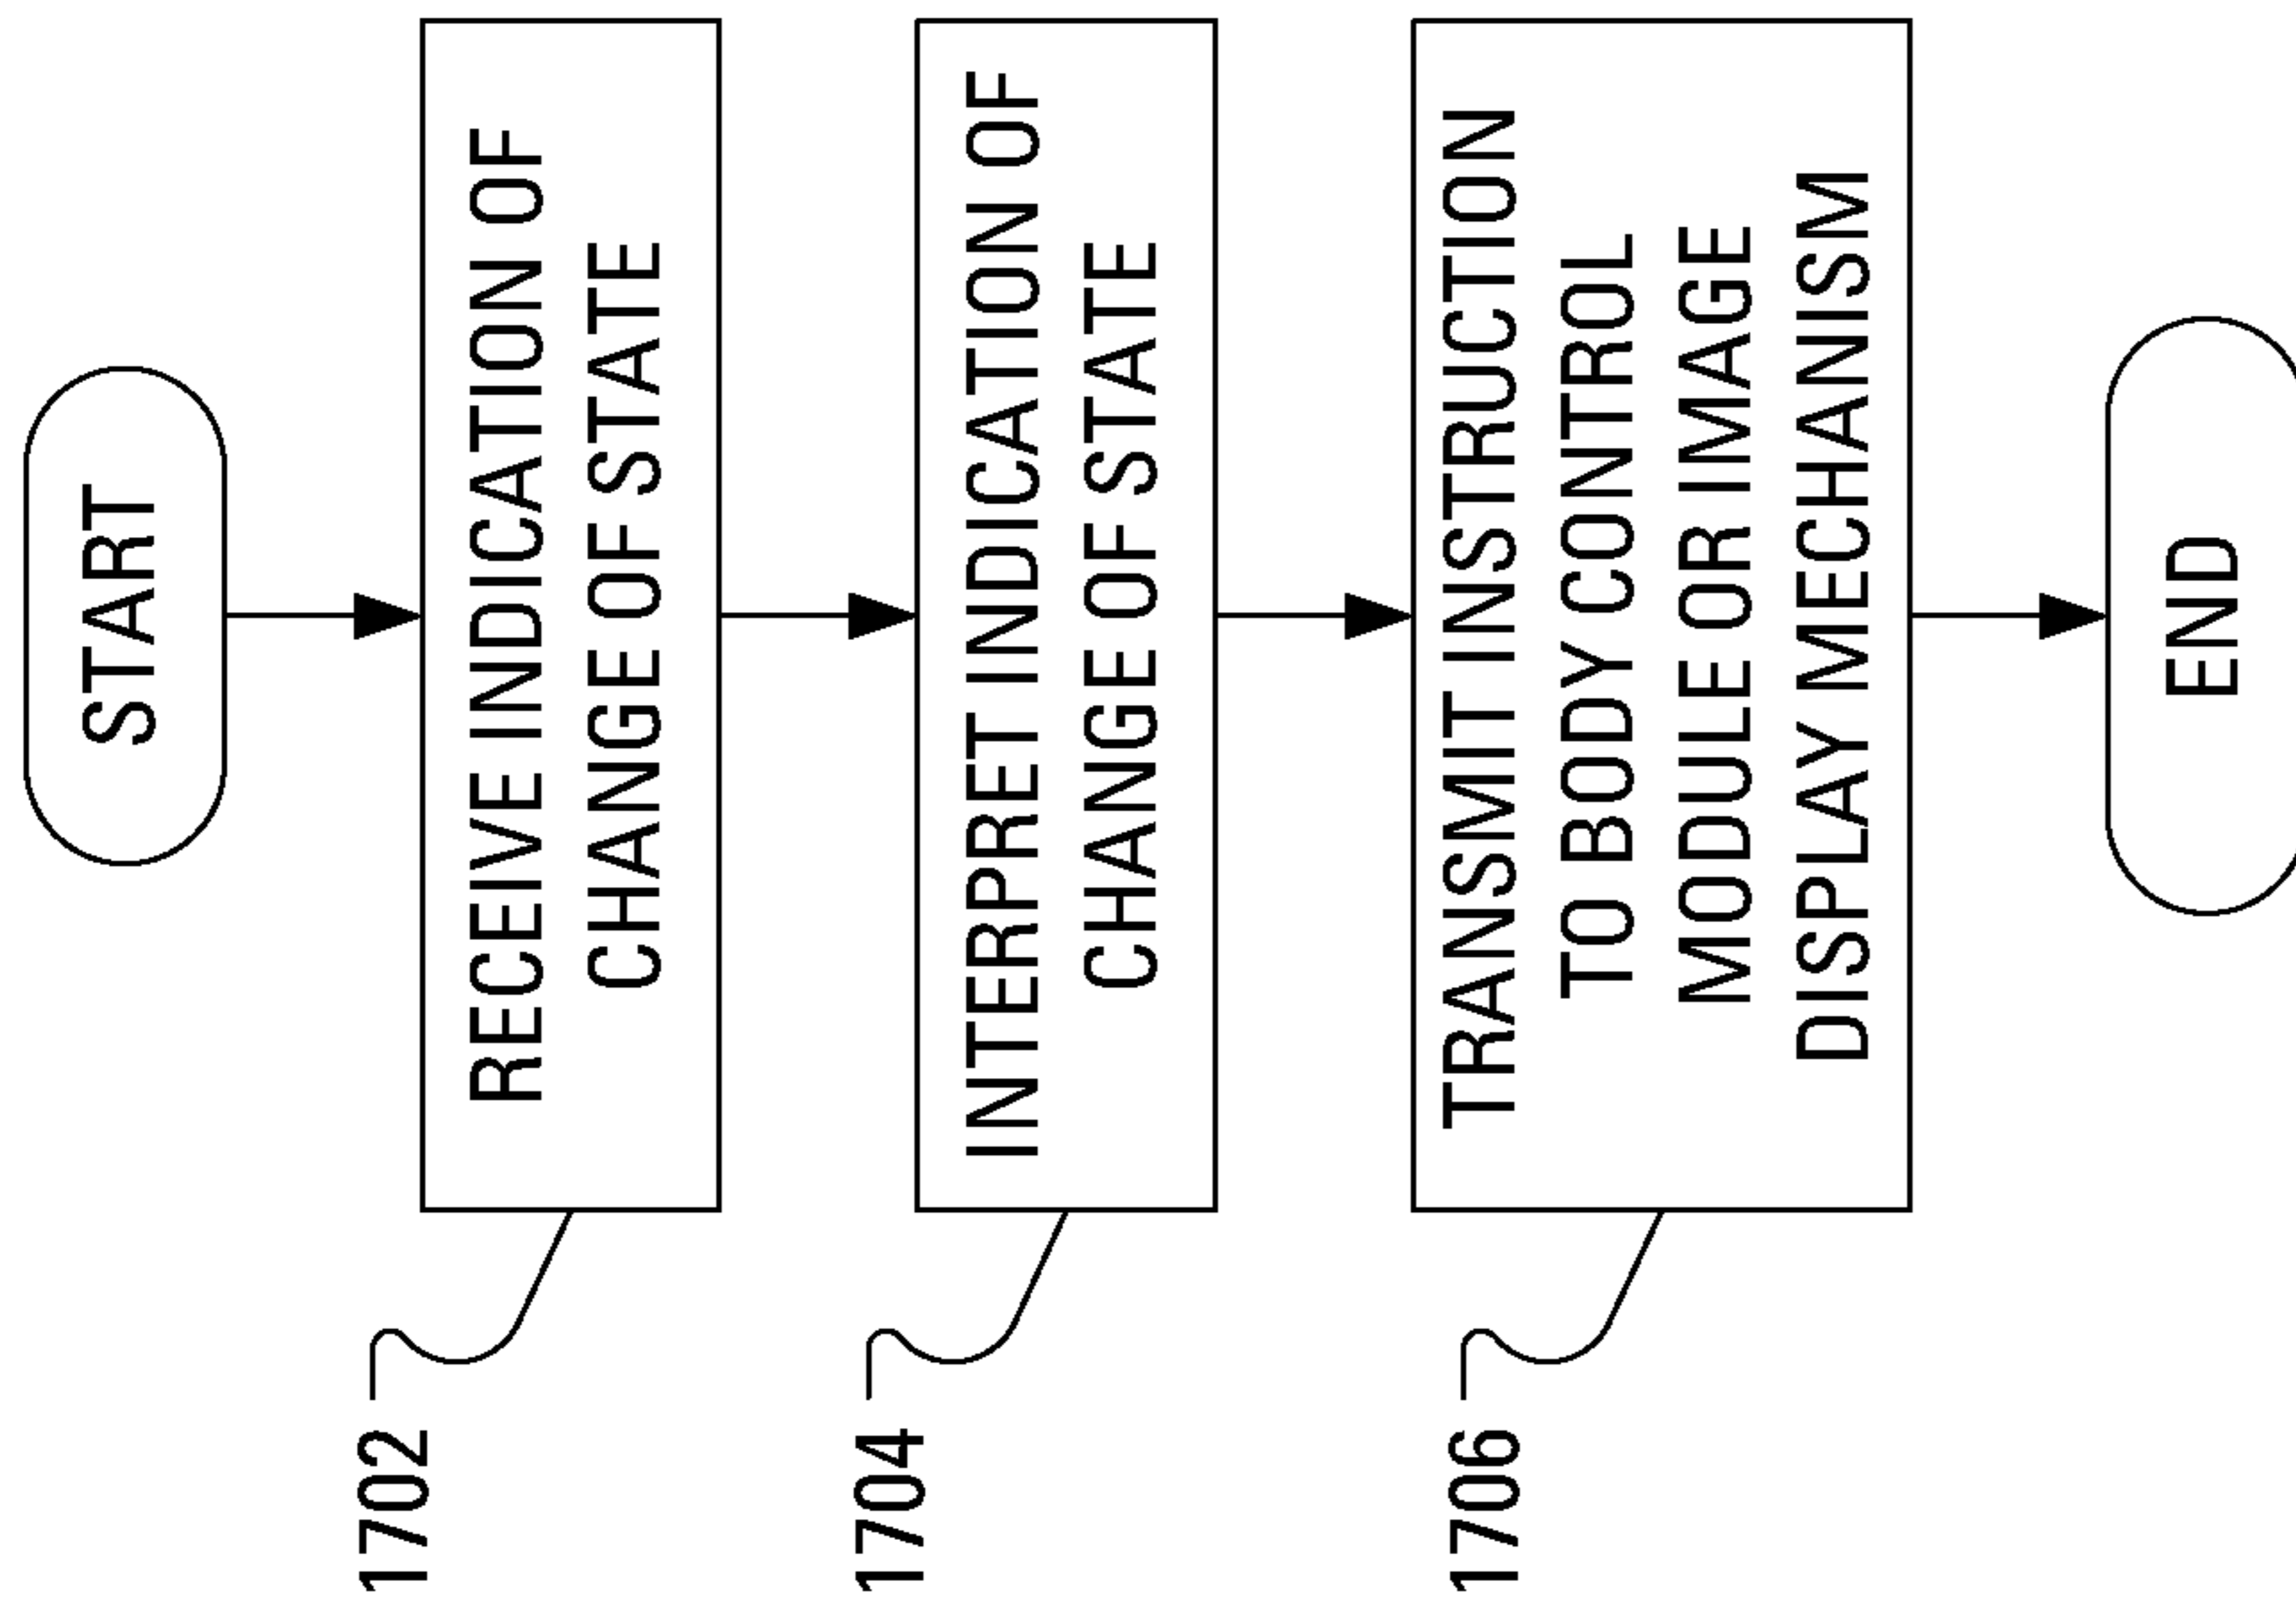 START
1702
RECEIVE INDICATION OF
CHANGE OF STATE
1704
INTERPRET INDICATION OF
CHANGE OF STATE
1706
TRANSMIT INSTRUCTION
TO BODY CONTROL
MODULE OR IMAGE
DISPLAY MECHANISM
END